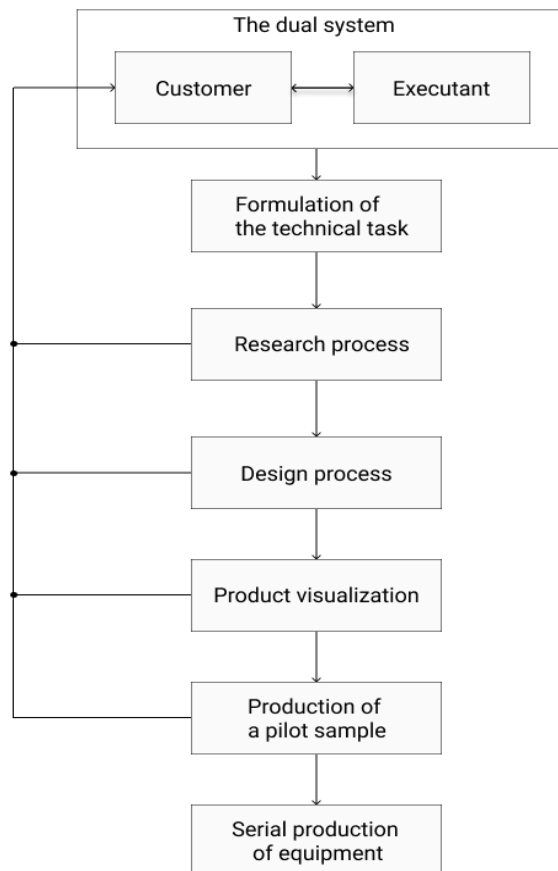 The dual system
Customer
Executant
Formulation of
the technical task
Research process
Design process
Product visualization
Production of
a pilot sample
Serial production
of equipment